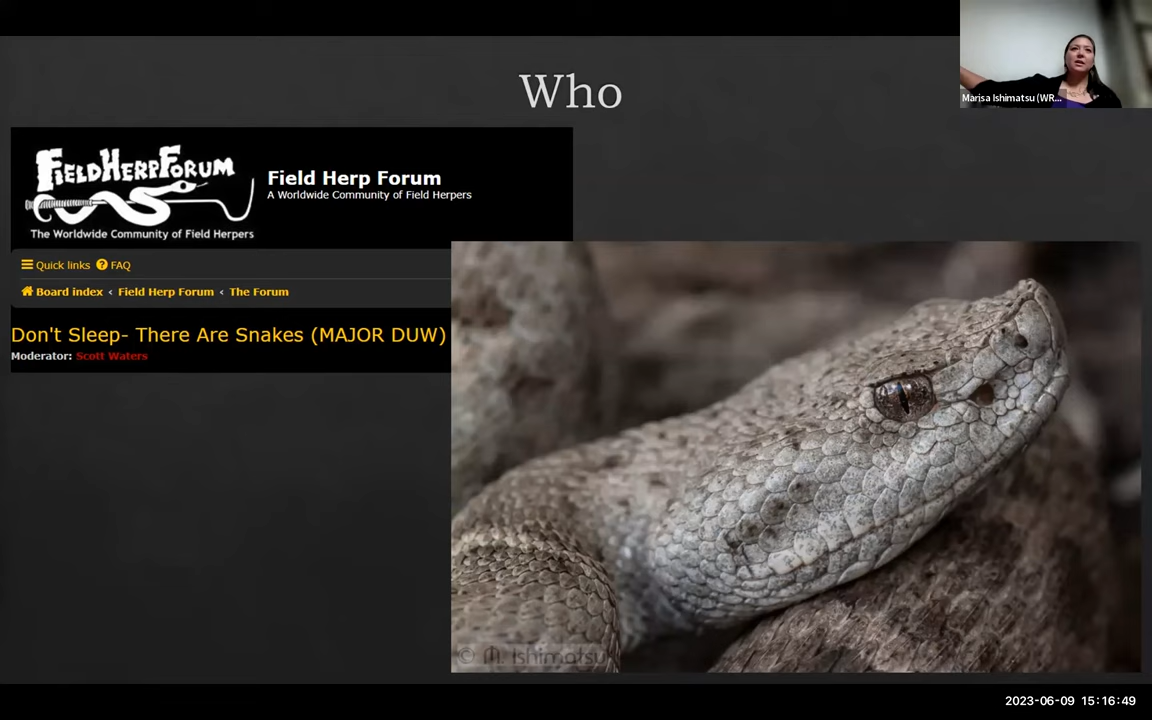 Who
Marisa Ishimatsu (WR...
FIELDHERPFORUM
The Worldwide Community of Field Herpers
Field Herp Forum
A Worldwide Community of Field Herpers
Quick links FAQ
Board index ‹ Field Herp Forum ‹ The Forum
Don't Sleep- There Are Snakes (MAJOR DUW)
Moderator: Scott Waters
© M. Ishimatsu
2023-06-09 15:16:49